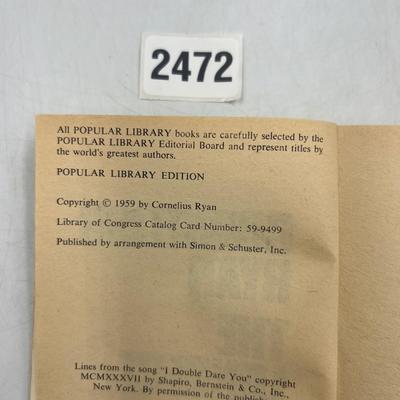 2472
All POPULAR LIBRARY books are carefully selected by the
POPULAR LIBRARY Editorial Board and represent titles by
the world's greatest authors.
POPULAR LIBRARY EDITION
Copyright © 1959 by Cornelius Ryan
Library of Congress Catalog Card Number: 59-9499
Published by arrangement with Simon & Schuster, Inc.
Lines from the song "I Double Dare You" copyright
MCMXXXVII by Shapiro, Bernstein & Co., Inc.,
New York. By permission of the publisher